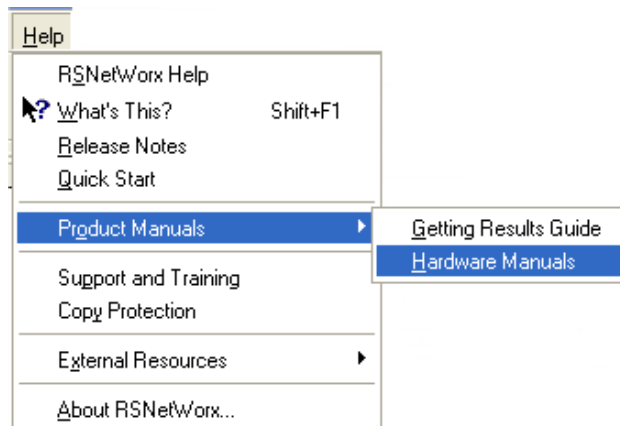 Help
RSNetWorx Help
What's This? Shift+F1
Release Notes
Quick Start
Product Manuals
Getting Results Guide
Hardware Manuals
Support and Training
Copy Protection
External Resources
About RSNetWorx...